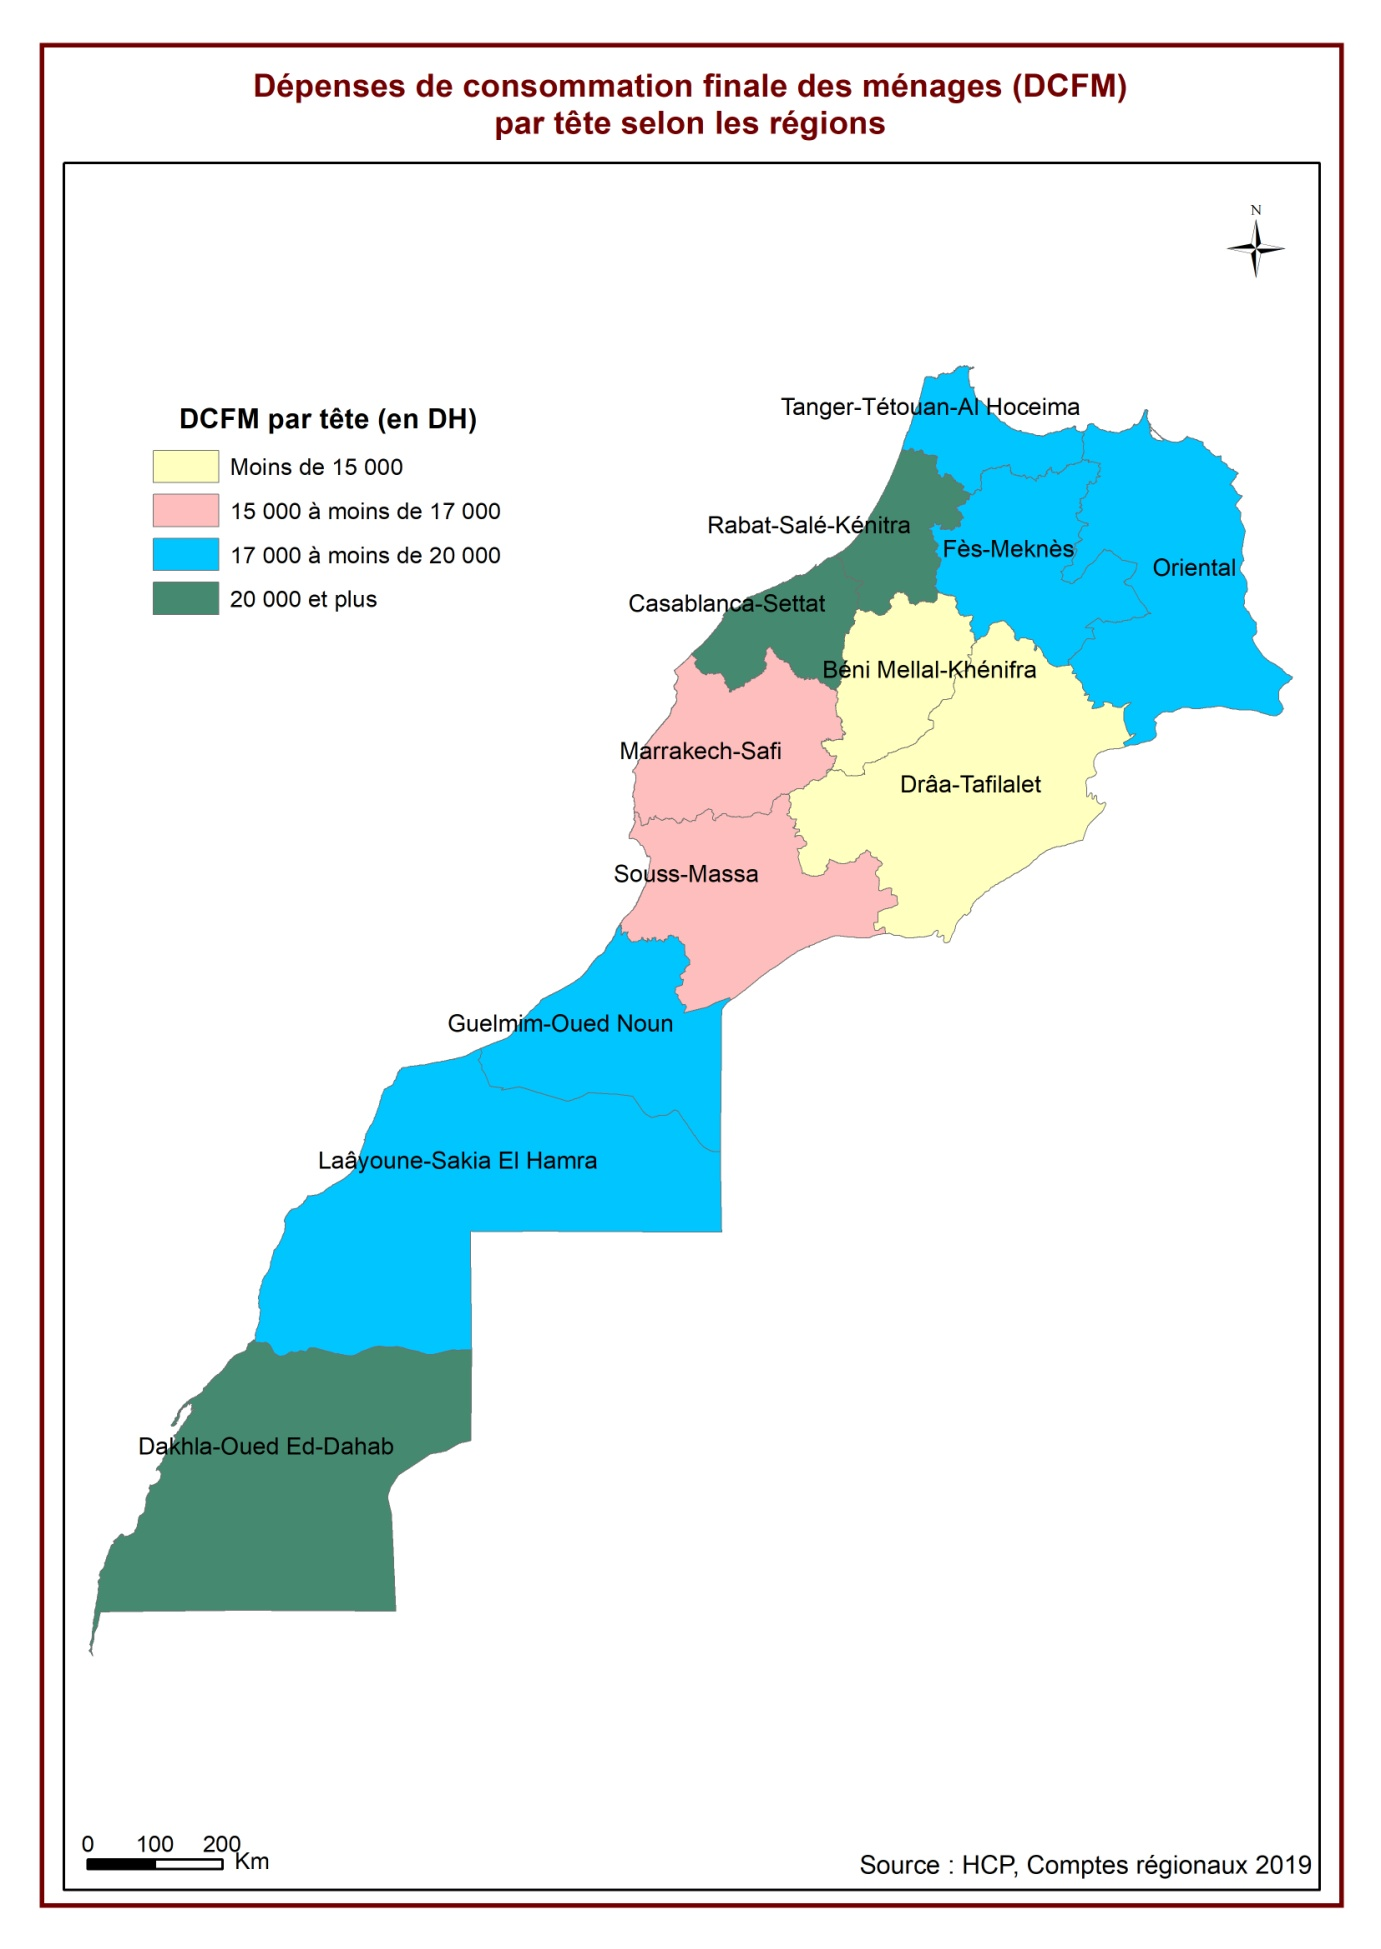 Dépenses de consommation finale des ménages (DCFM)
par tête selon les régions
N
DCFM par tête (en DH)
Moins de 15 000
15 000 à moins de 17 000
17 000 à moins de 20 000
20 000 et plus
Tanger-Tétouan-Al Hoceima
Rabat-Salé-Kénitra
Fès-Meknès
Oriental
Casablanca-Settat
Béni Mellal-Khénifra
Marrakech-Safi
Drâa-Tafilalet
Souss-Massa
Guelmim-Oued Noun
Laâyoune-Sakia El Hamra
Dakhla-Oued Ed-Dahab
0 100 200
Km
Source : HCP, Comptes régionaux 2019